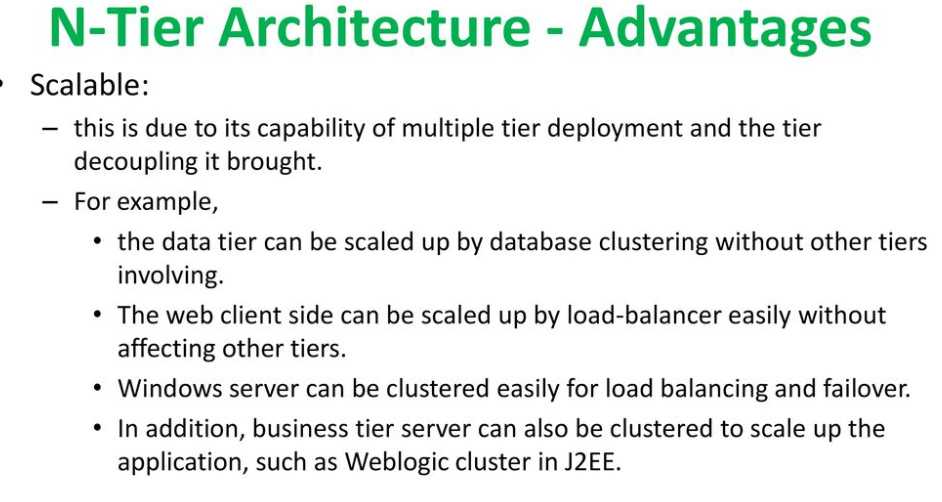 N-Tier Architecture - Advantages
• Scalable:
– this is due to its capability of multiple tier deployment and the tier
decoupling it brought.
– For example,
• the data tier can be scaled up by database clustering without other tiers
involving.
• The web client side can be scaled up by load-balancer easily without
affecting other tiers.
• Windows server can be clustered easily for load balancing and failover.
• In addition, business tier server can also be clustered to scale up the
application, such as Weblogic cluster in J2EE.